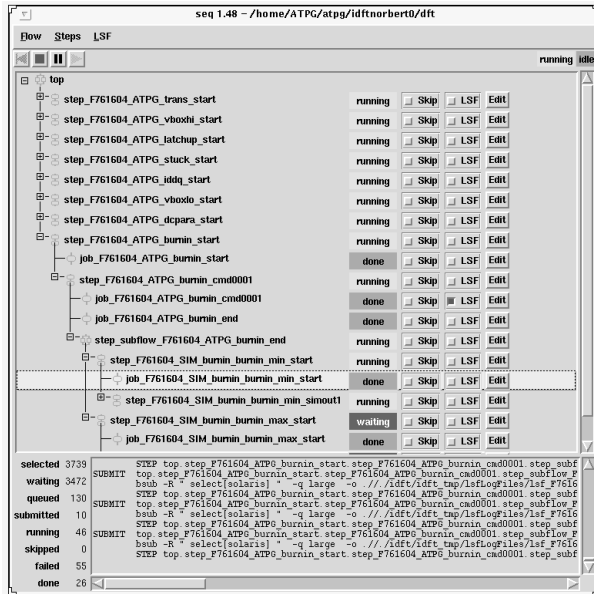 seq 1.48 – /home/ATPG/atpg/idftnorbert0/dft
Flow Steps LSF
running idle
top
step_F761604_ATPG_trans_start running Skip LSF Edit
step_F761604_ATPG_vboxhi_start running Skip LSF Edit
step_F761604_ATPG_latchup_start running Skip LSF Edit
step_F761604_ATPG_stuck_start running Skip LSF Edit
step_F761604_ATPG_iddq_start running Skip LSF Edit
step_F761604_ATPG_vboxlo_start running Skip LSF Edit
step_F761604_ATPG_dcpara_start running Skip LSF Edit
step_F761604_ATPG_burnin_start running Skip LSF Edit
job_F761604_ATPG_burnin_start done Skip LSF Edit
step_F761604_ATPG_burnin_cmd0001 running Skip LSF Edit
job_F761604_ATPG_burnin_cmd0001 done Skip LSF Edit
job_F761604_ATPG_burnin_end done Skip LSF Edit
step_subflow_F761604_ATPG_burnin_end running Skip LSF Edit
step_F761604_SIM_burnin_burnin_min_start running Skip LSF Edit
job_F761604_SIM_burnin_burnin_min_start done Skip LSF Edit
step_F761604_SIM_burnin_burnin_min_simout1 running Skip LSF Edit
step_F761604_SIM_burnin_burnin_max_start waiting Skip LSF Edit
job_F761604_SIM_burnin_burnin_max_start done Skip LSF Edit
selected 3739
waiting 3472
queued 130
submitted 10
running 46
skipped 0
failed 55
done 26
STEP top.step_F761604_ATPG_burnin_start.step_F761604_ATPG_burnin_cmd0001.step_subf
SUBMIT top.step_F761604_ATPG_burnin_start.step_F761604_ATPG_burnin_cmd0001.step_subflow_F
bsub -R " select[solaris] " -q large -o .//./idft/idft_tmp/lsfLogFiles/lsf_F7616
STEP top.step_F761604_ATPG_burnin_start.step_F761604_ATPG_burnin_cmd0001.step_subf
SUBMIT top.step_F761604_ATPG_burnin_start.step_F761604_ATPG_burnin_cmd0001.step_subflow_F
bsub -R " select[solaris] " -q large -o .//./idft/idft_tmp/lsfLogFiles/lsf_F7616
STEP top.step_F761604_ATPG_burnin_start.step_F761604_ATPG_burnin_cmd0001.step_subf
SUBMIT top.step_F761604_ATPG_burnin_start.step_F761604_ATPG_burnin_cmd0001.step_subflow_F
bsub -R " select[solaris] " -q large -o .//./idft/idft_tmp/lsfLogFiles/lsf_F7616
STEP top.step_F761604_ATPG_burnin_start.step_F761604_ATPG_burnin_cmd0001.step_subf